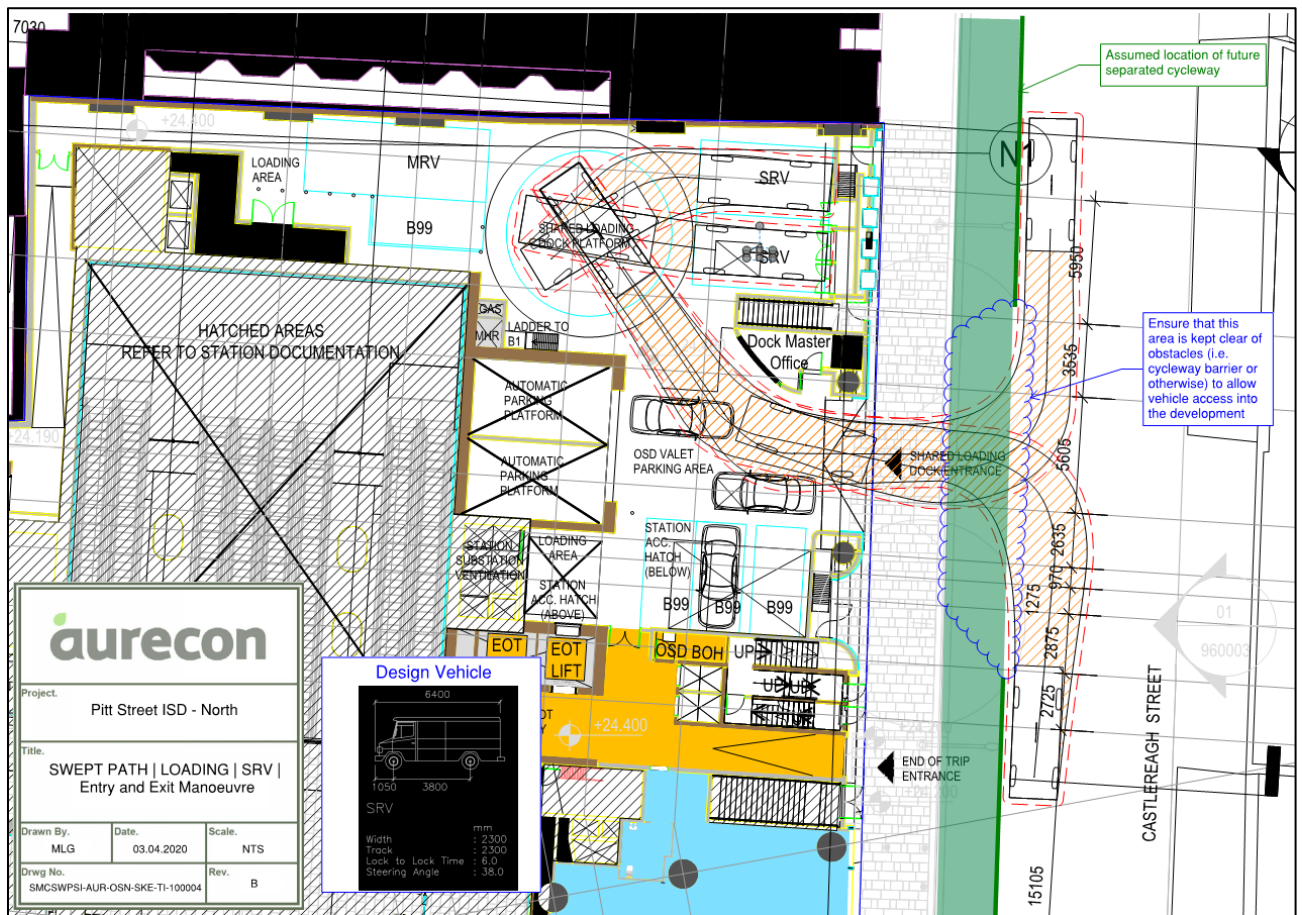 7030
Assumed location of future
separated cycleway
+24.400
LOADING
AREA
MRV
B99
SRV
SRV
N1
SHARED LOADING
DOCK PLATFORM
5950
Ensure that this
area is kept clear of
obstacles (i.e.
cycleway barrier or
otherwise) to allow
vehicle access into
the development
3535
GAS
MHR
LADDER TO
B1
Dock Master
Office
HATCHED AREAS
REFER TO STATION DOCUMENTATION
AUTOMATIC
PARKING
PLATFORM
AUTOMATIC
PARKING
PLATFORM
OSD VALET
PARKING AREA
24.190
SHARED LOADING
DOCK ENTRANCE
5605
2635
970
1275
2875
2725
STATION
SUBSTATION
VENTILATION
LOADING
AREA
STATION
ACC. HATCH
(ABOVE)
STATION
ACC.
HATCH
(BELOW)
B99
B99
B99
01
960003
EOT
EOT
LIFT
OSD BOH
UP
UP
UP
+24.400
END OF TRIP
ENTRANCE
CASTLEREAGH STREET
15105
aurecon
Project.
Pitt Street ISD - North
Title.
SWEPT PATH | LOADING | SRV |
Entry and Exit Manoeuvre
Drawn By.
MLG
Date.
03.04.2020
Scale.
NTS
Drwg No.
SMCSWPSI-AUR-OSN-SKE-TI-100004
Rev.
B
Design Vehicle
6400
1050
3800
SRV
mm
Width : 2300
Track : 2300
Lock to Lock Time : 6.0
Steering Angle : 38.0